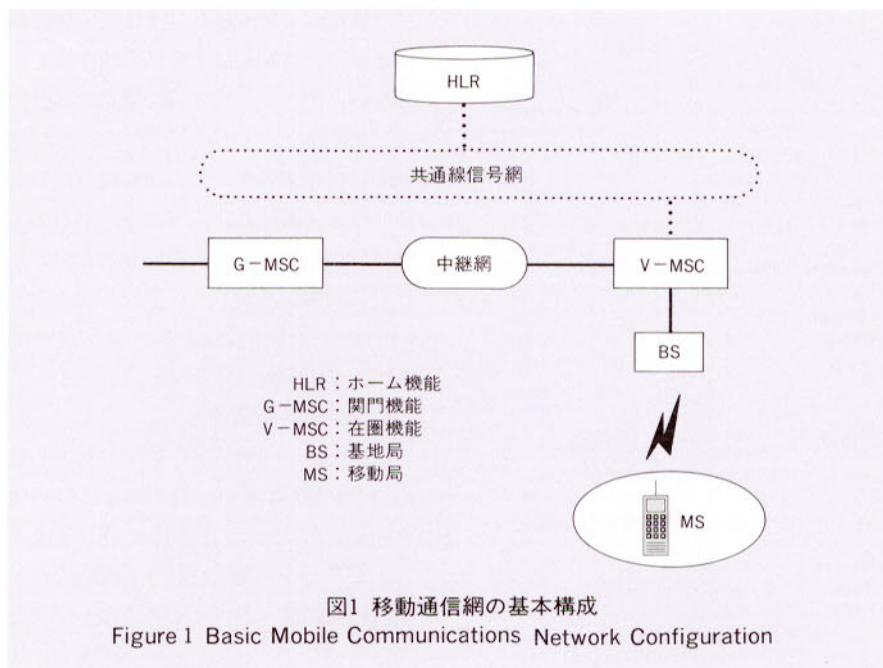 HLR
共通線信号網
G-MSC
中継網
V-MSC
BS
HLR：ホーム機能
G-MSC：関門機能
V-MSC：在圏機能
BS：基地局
MS：移動局
MS
図1 移動通信網の基本構成
Figure 1 Basic Mobile Communications Network Configuration